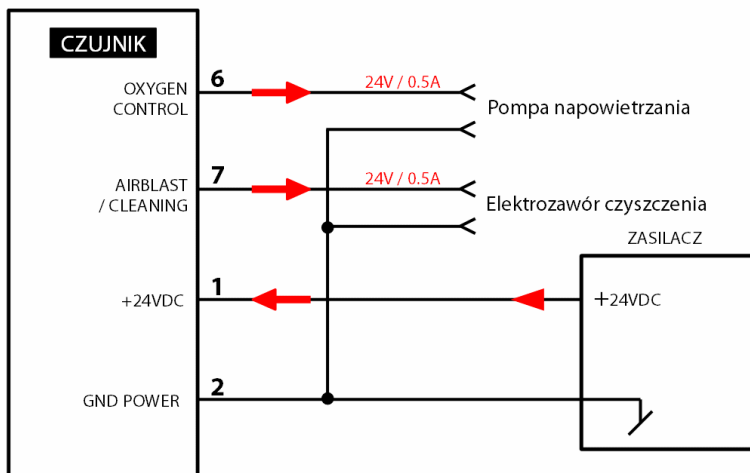 CZUJNIK
OXYGEN
CONTROL
6
24V / 0.5A
Pompa napowietrzania
AIRBLAST
/ CLEANING
7
24V / 0.5A
Elektrozawór czyszczenia
ZASILACZ
+24VDC
1
+24VDC
GND POWER
2